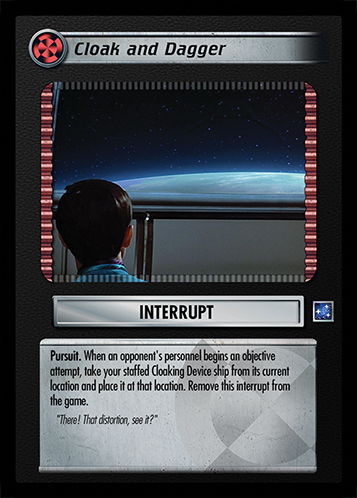 Cloak and Dagger
INTERRUPT
Pursuit. When an opponent's personnel begins an objective
attempt, take your staffed Cloaking Device ship from its current
location and place it at that location. Remove this interrupt from
the game.
"There! That distortion, see it?"